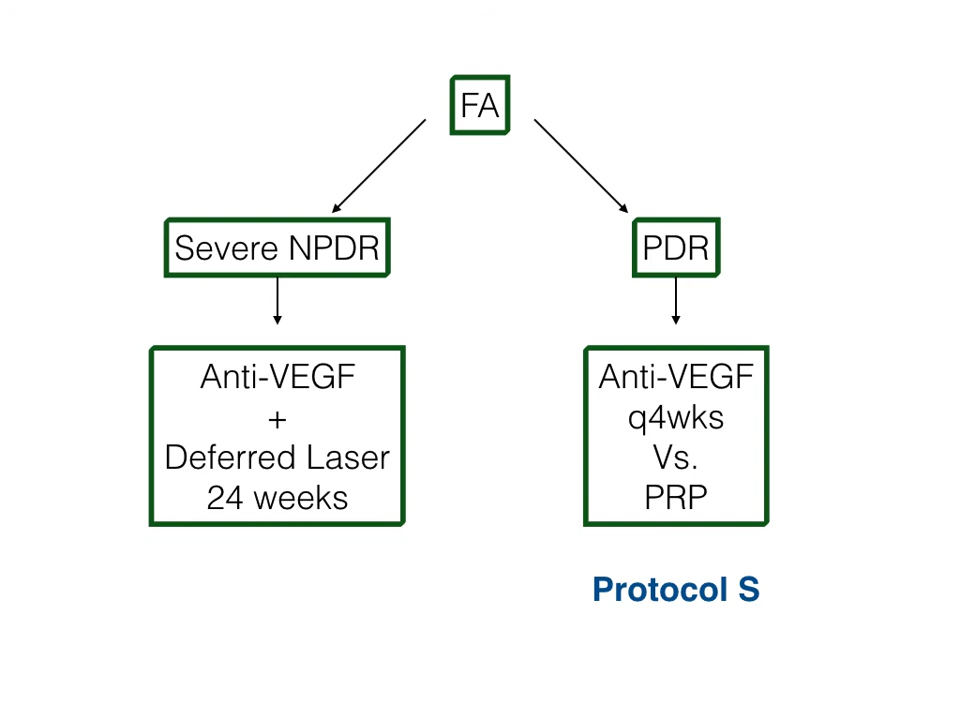 FA
Severe NPDR
PDR
Anti-VEGF
+
Deferred Laser
24 weeks
Anti-VEGF
q4wks
Vs.
PRP
Protocol S